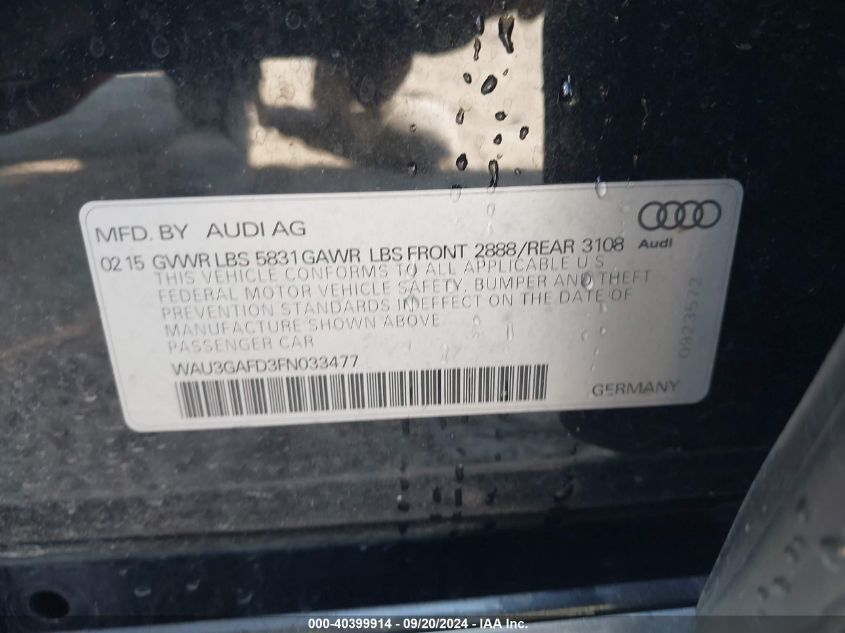 MFD. BY AUDI AG
Audi
02 15 GVWR LBS 5831 GAWR LBS FRONT 2888/REAR 3108
THIS VEHICLE CONFORMS TO ALL APPLICABLE U.S
FEDERAL MOTOR VEHICLE SAFETY, BUMPER AND THEFT
PREVENTION STANDARDS IN EFFECT ON THE DATE OF
MANUFACTURE SHOWN ABOVE
PASSENGER CAR
WAU3GAFD3FN033477
GERMANY
0923572
000-40399914 - 09/20/2024 - IAA Inc.